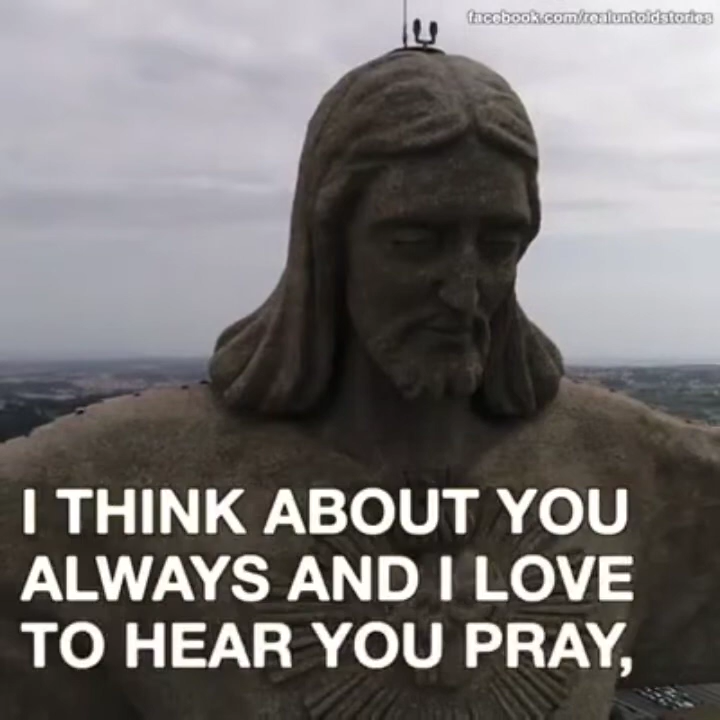 facebook.com/realuntoldstories
I THINK ABOUT YOU
ALWAYS AND I LOVE
TO HEAR YOU PRAY,